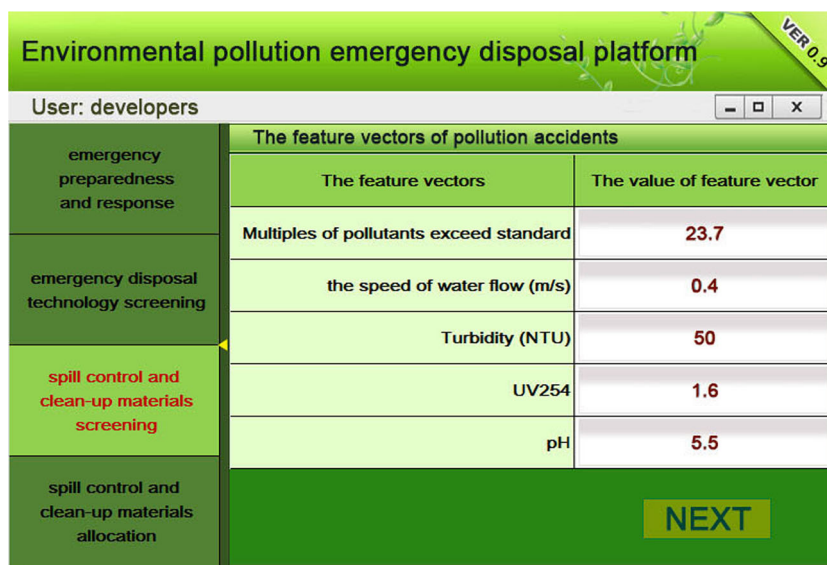 Environmental pollution emergency disposal platform
VER 0.9
User: developers
X
emergency
preparedness
and response
emergency disposal
technology screening
spill control and
clean-up materials
screening
spill control and
clean-up materials
allocation
The feature vectors of pollution accidents
The feature vectors The value of feature vector
Multiples of pollutants exceed standard 23.7
the speed of water flow (m/s) 0.4
Turbidity (NTU) 50
UV254 1.6
pH 5.5
NEXT